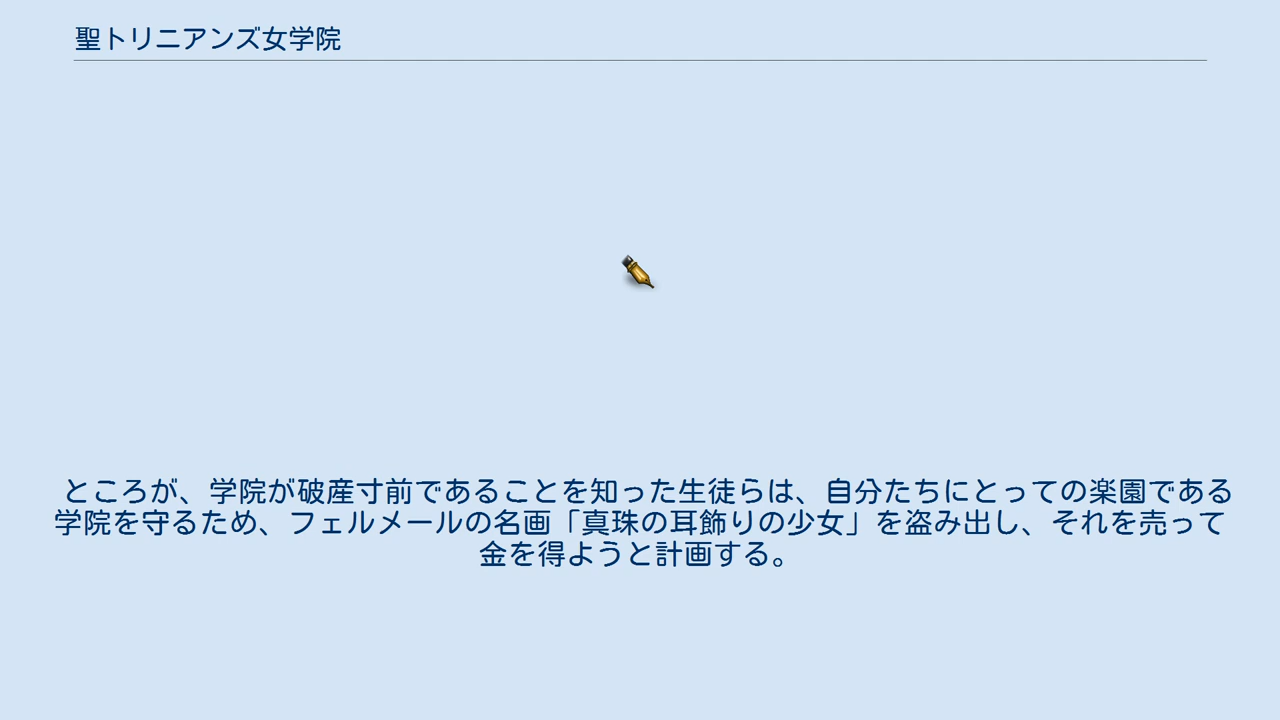 聖トリニアンズ女学院
ところが、学院が破産寸前であることを知った生徒らは、自分たちにとっての楽園である
学院を守るため、フェルメールの名画「真珠の耳飾りの少女」を盗み出し、それを売って
金を得ようと計画する。